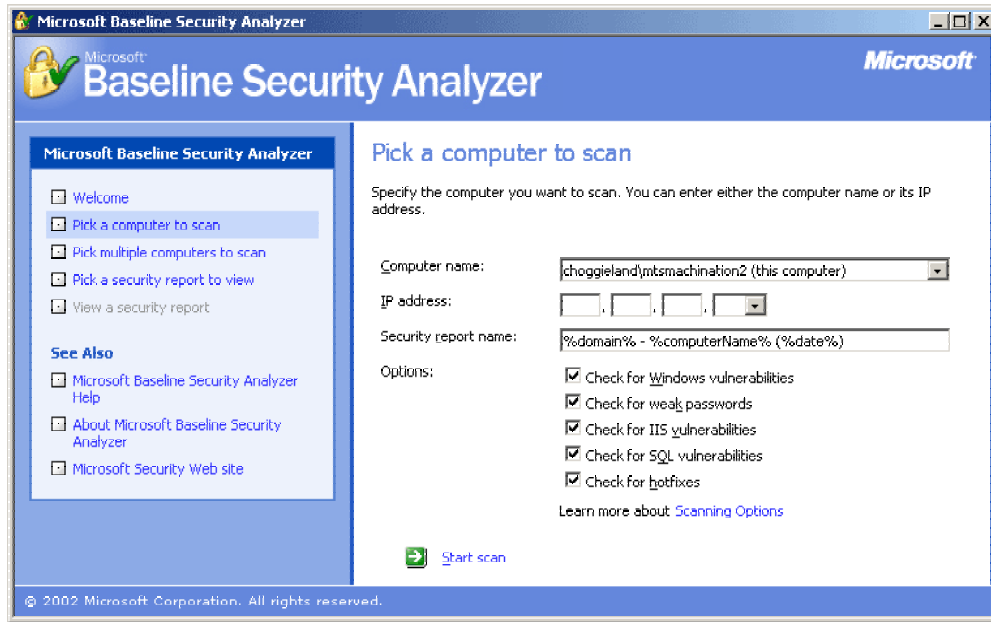 Microsoft Baseline Security Analyzer
Microsoft
Baseline Security Analyzer
Microsoft
Microsoft Baseline Security Analyzer
Welcome
Pick a computer to scan
Pick multiple computers to scan
Pick a security report to view
View a security report
See Also
Microsoft Baseline Security Analyzer
Help
About Microsoft Baseline Security
Analyzer
Microsoft Security Web site
Pick a computer to scan
Specify the computer you want to scan. You can enter either the computer name or its IP
address.
Computer name:
choggieland\mtsmachination2 (this computer)
IP address:
. . .
Security report name:
%domain% - %computerName% (%date%)
Options:
Check for Windows vulnerabilities
Check for weak passwords
Check for IIS vulnerabilities
Check for SQL vulnerabilities
Check for hotfixes
Learn more about Scanning Options
Start scan
© 2002 Microsoft Corporation. All rights reserved.